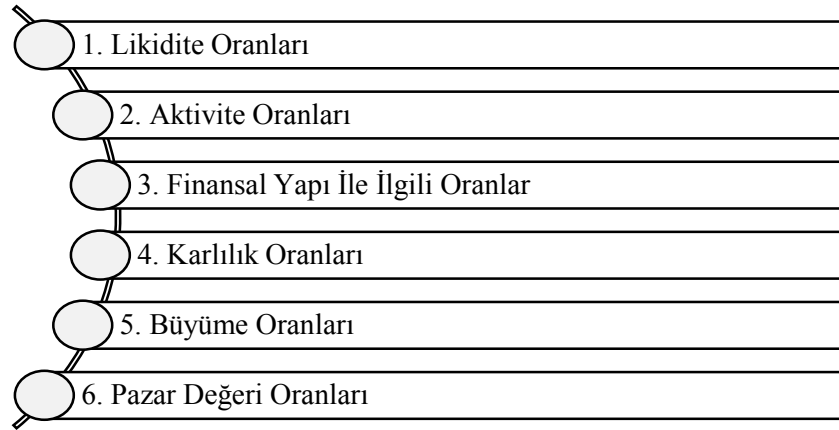 1. Likidite Oranları
2. Aktivite Oranları
3. Finansal Yapı İle İlgili Oranlar
4. Karlılık Oranları
5. Büyüme Oranları
6. Pazar Değeri Oranları